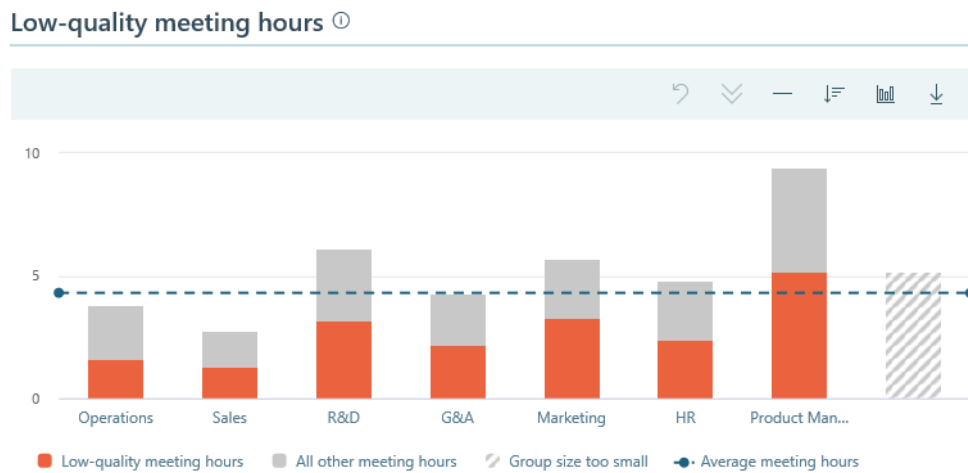 Low-quality meeting hours
10
5
0
Operations Sales R&D G&A Marketing HR Product Man...
Low-quality meeting hours All other meeting hours Group size too small Average meeting hours